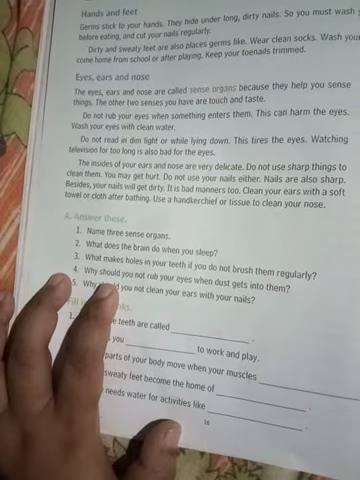 Hands and feet
Germs stick to your hands. They hide under long, dirty nails. So you must wash
before eating, and cut your nails regularly.
Dirty and sweaty feet are also places germs like. Wear clean socks. Wash your
come home from school or after playing. Keep your toenails trimmed.
Eyes, ears and nose
The eyes, ears and nose are called sense organs because they help you sense
things. The other two senses you have are touch and taste.
Do not rub your eyes when something enters them. This can harm the eyes.
Wash your eyes with clean water.
Do not read in dim light or while lying down. This tires the eyes. Watching
television for too long is also bad for the eyes.
The insides of your ears and nose are very delicate. Do not use sharp things to
clean them. You may get hurt. Do not use your nails either. Nails are also sharp.
Besides, your nails will get dirty. It is bad manners too. Clean your ears with a soft
towel or cloth after bathing. Use a handkerchief or tissue to clean your nose.
A. Answer these.
1. Name three sense organs.
2. What does the brain do when you sleep?
3. What makes holes in your teeth if you do not brush them regularly?
4. Why should you not rub your eyes when dust gets into them?
5. Why should you not clean your ears with your nails?
1. teeth are called ____________.
you ____________ to work and play.
parts of your body move when your muscles ____________
sweaty feet become the home of ____________.
needs water for activities like ____________.
16